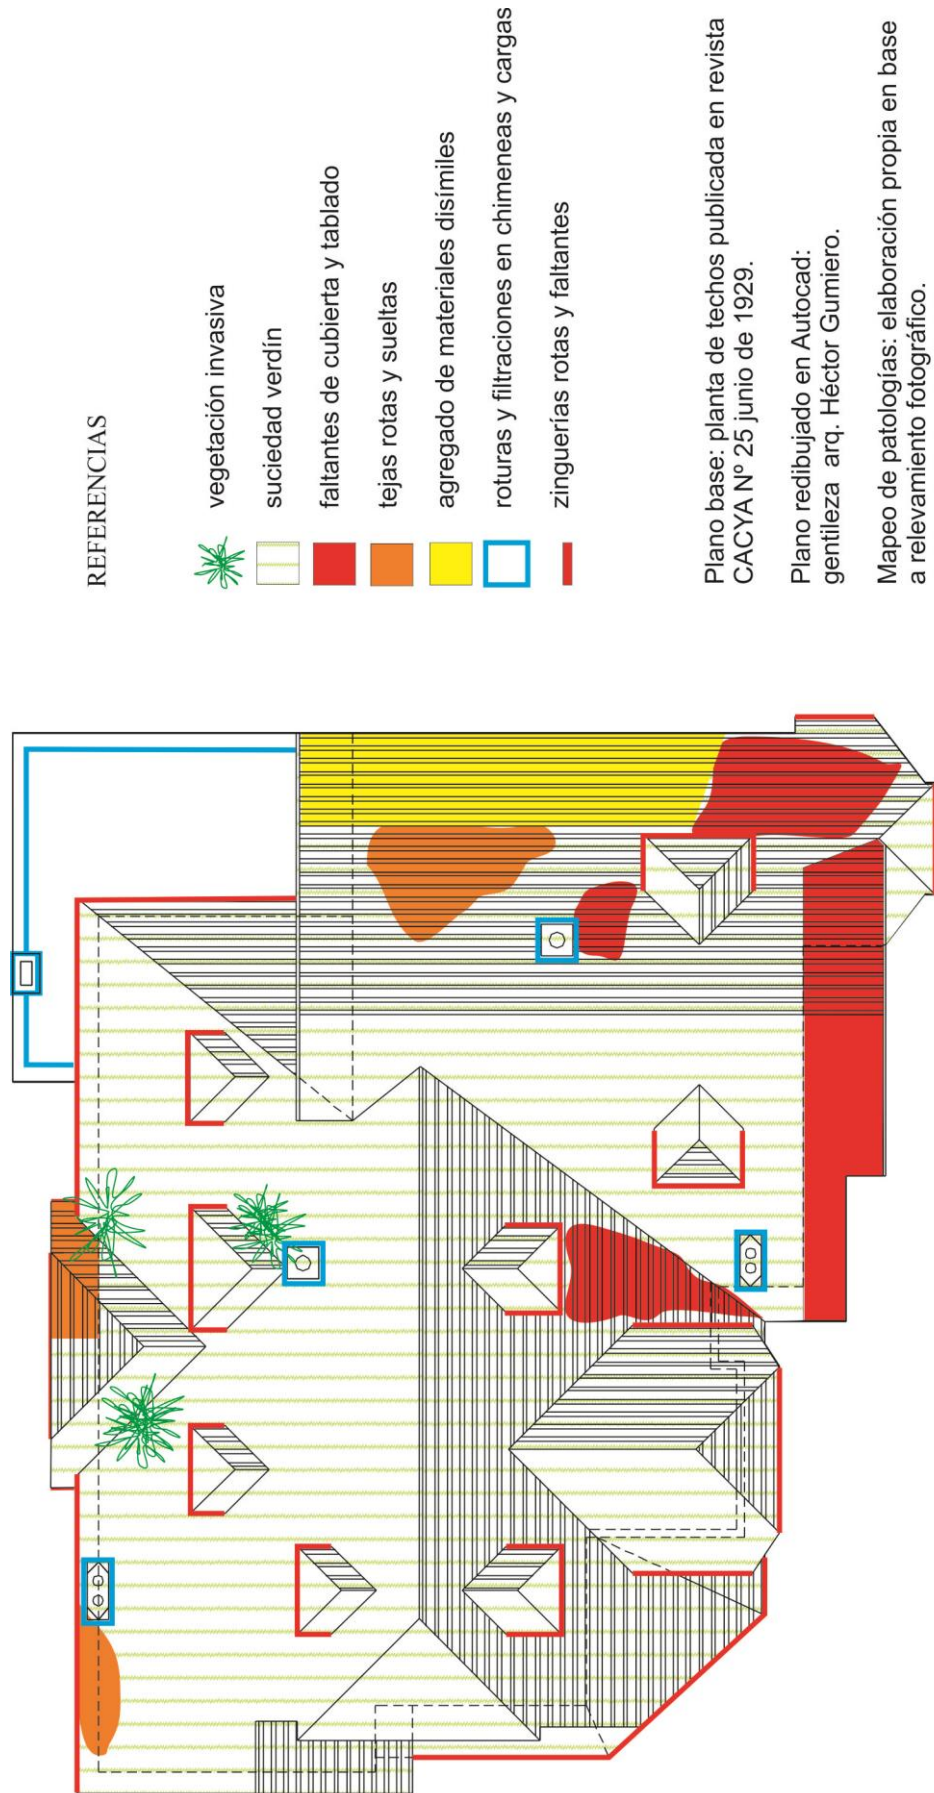 REFERENCIAS
vegetación invasiva
suciedad verdín
faltantes de cubierta y tablado
tejas rotas y sueltas
agregado de materiales disímiles
roturas y filtraciones en chimeneas y cargas
zinguerías rotas y faltantes
Plano base: planta de techos publicada en revista
CACYA Nº 25 junio de 1929.
Plano redibujado en Autocad:
gentileza arq. Héctor Gumiero.
Mapeo de patologías: elaboración propia en base
a relevamiento fotográfico.